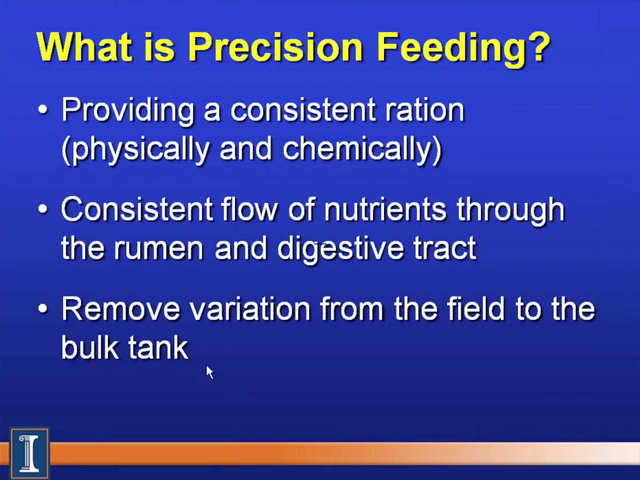 What is Precision Feeding?
• Providing a consistent ration
(physically and chemically)
• Consistent flow of nutrients through
the rumen and digestive tract
• Remove variation from the field to the
bulk tank
I